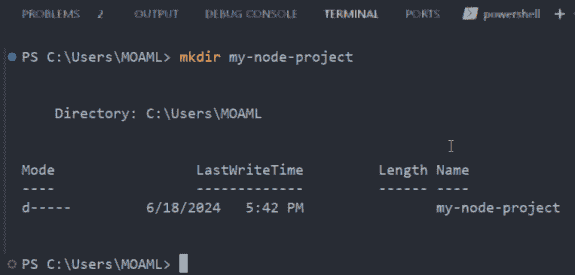 PROBLEMS 2 OUTPUT DEBUG CONSOLE TERMINAL PORTS powershell +
PS C:\Users\MOAML> mkdir my-node-project
Directory: C:\Users\MOAML
Mode LastWriteTime Length Name
---- ------------- ------ ----
d----- 6/18/2024 5:42 PM my-node-project
PS C:\Users\MOAML>